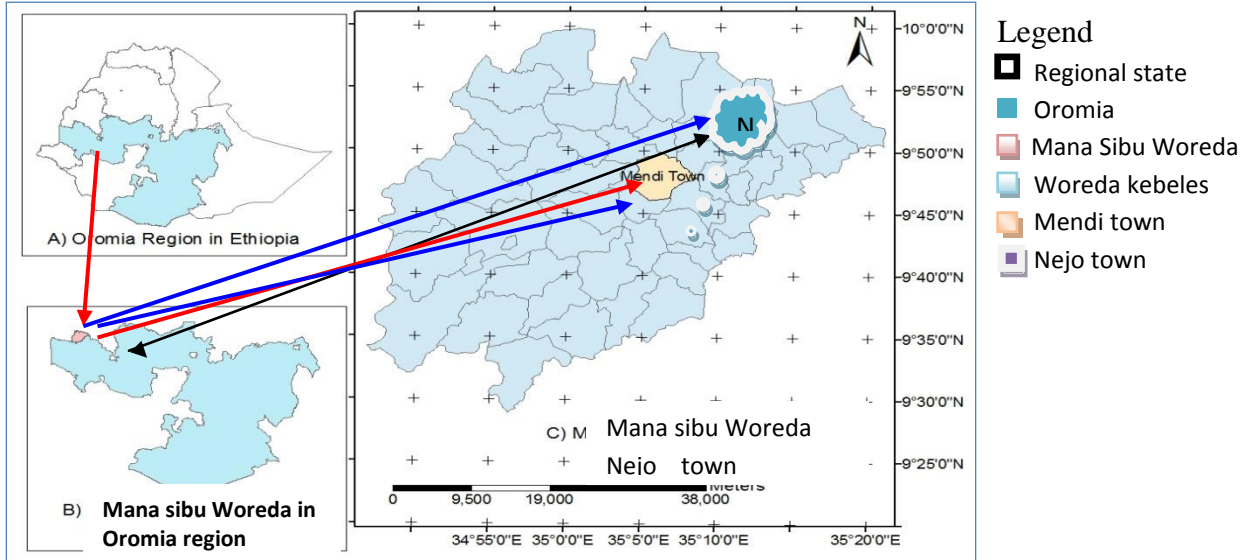 A) Oromia Region in Ethiopia
B) Mana sibu Woreda in
Oromia region
N
10°0'0"N
9°55'0"N
9°50'0"N
9°45'0"N
9°40'0"N
9°35'0"N
9°30'0"N
9°25'0"N
N
Mendi Town
C) M
Mana sibu Woreda
Nejo town
Meters
0 9,500 19,000 38,000
34°55'0"E 35°0'0"E 35°5'0"E 35°10'0"E 35°20'0"E
Legend
Regional state
Oromia
Mana Sibu Woreda
Woreda kebeles
Mendi town
Nejo town